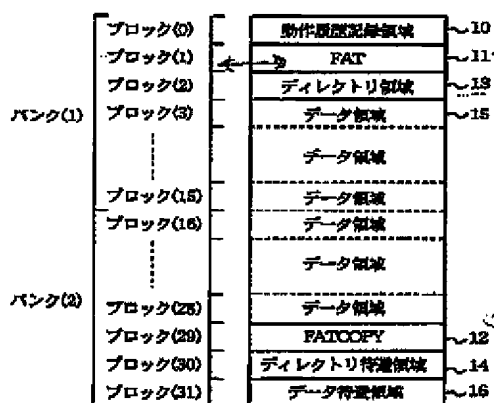 ブロック(0) 動作履歴記録領域 10
ブロック(1) FAT 11
ブロック(2) ディレクトリ領域 13
バンク(1) ブロック(3) データ領域 15
データ領域
ブロック(15) データ領域
ブロック(16) データ領域
データ領域
バンク(2) ブロック(28) データ領域
ブロック(29) FATCOPY 12
ブロック(30) ディレクトリ待避領域 14
ブロック(31) データ待避領域 16